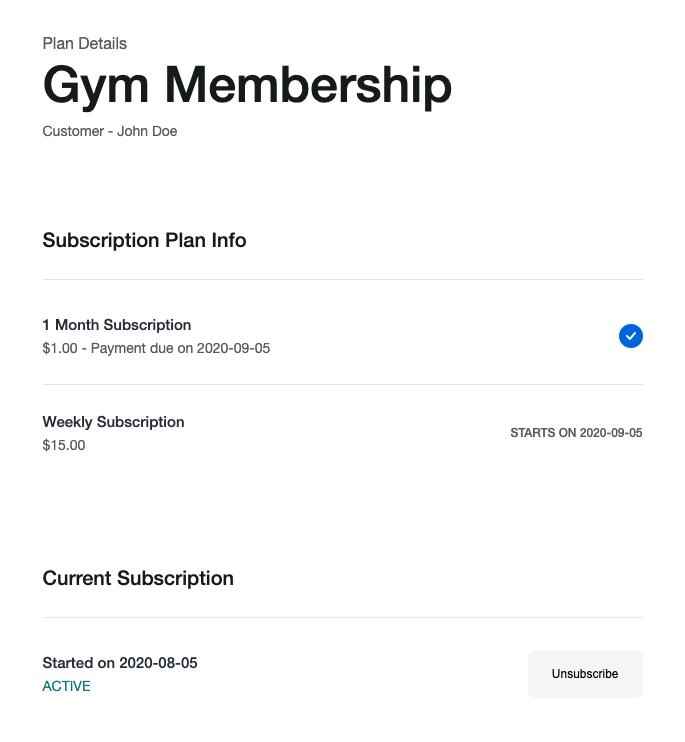 Plan Details
Gym Membership
Customer - John Doe
Subscription Plan Info
1 Month Subscription
$1.00 - Payment due on 2020-09-05
Weekly Subscription
$15.00
STARTS ON 2020-09-05
Current Subscription
Started on 2020-08-05
ACTIVE
Unsubscribe